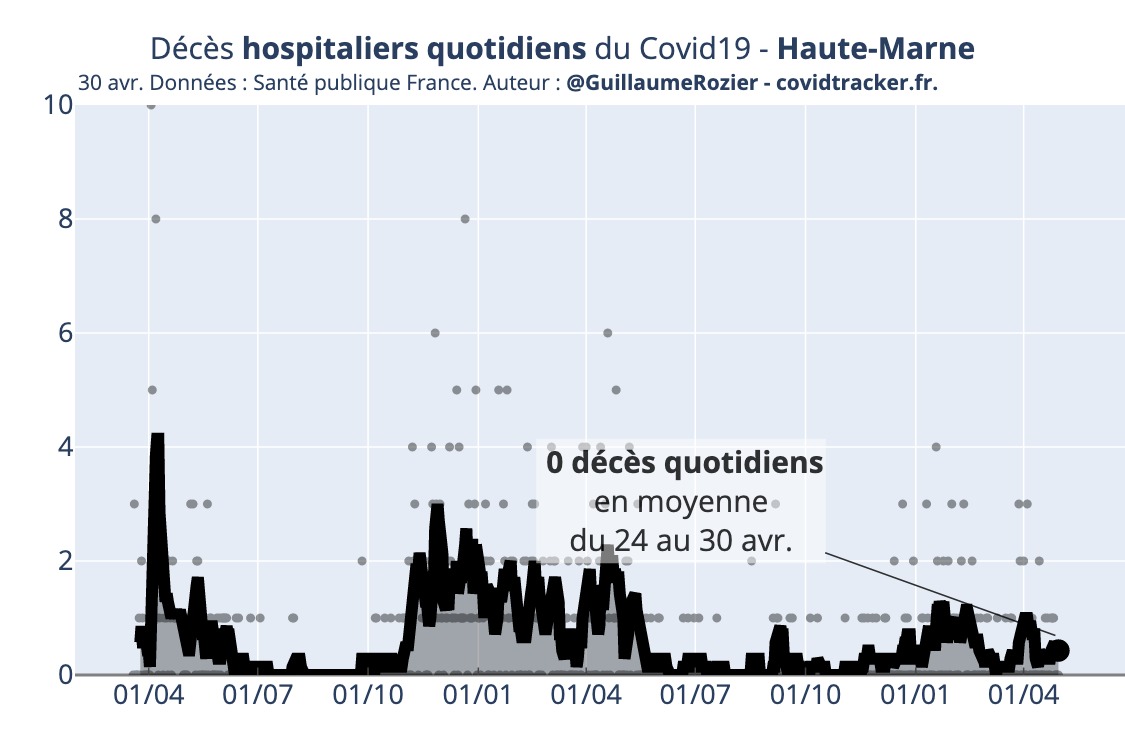 Décès hospitaliers quotidiens du Covid19 - Haute-Marne
30 avr. Données : Santé publique France. Auteur : @GuillaumeRozier - covidtracker.fr.
10
8
6
4
0 décès quotidiens
en moyenne
du 24 au 30 avr.
2
0
01/04 01/07 01/10 01/01 01/04 01/07 01/10 01/01 01/04